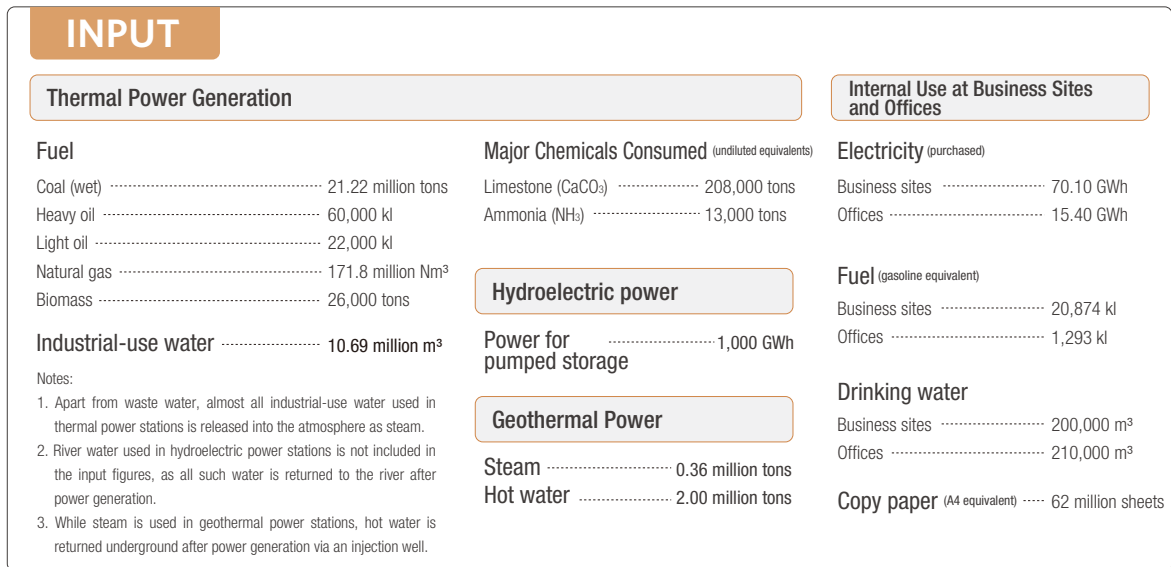 INPUT
Thermal Power Generation
Fuel
Coal (wet) 21.22 million tons
Heavy oil 60,000 kl
Light oil 22,000 kl
Natural gas 171.8 million Nm³
Biomass 26,000 tons
Industrial-use water 10.69 million m³
Notes:
1. Apart from waste water, almost all industrial-use water used in
thermal power stations is released into the atmosphere as steam.
2. River water used in hydroelectric power stations is not included in
the input figures, as all such water is returned to the river after
power generation.
3. While steam is used in geothermal power stations, hot water is
returned underground after power generation via an injection well.
Major Chemicals Consumed (undiluted equivalents)
Limestone (CaCO₃) 208,000 tons
Ammonia (NH₃) 13,000 tons
Hydroelectric power
Power for
pumped storage 1,000 GWh
Geothermal Power
Steam 0.36 million tons
Hot water 2.00 million tons
Internal Use at Business Sites
and Offices
Electricity (purchased)
Business sites 70.10 GWh
Offices 15.40 GWh
Fuel (gasoline equivalent)
Business sites 20,874 kl
Offices 1,293 kl
Drinking water
Business sites 200,000 m³
Offices 210,000 m³
Copy paper (A4 equivalent) 62 million sheets